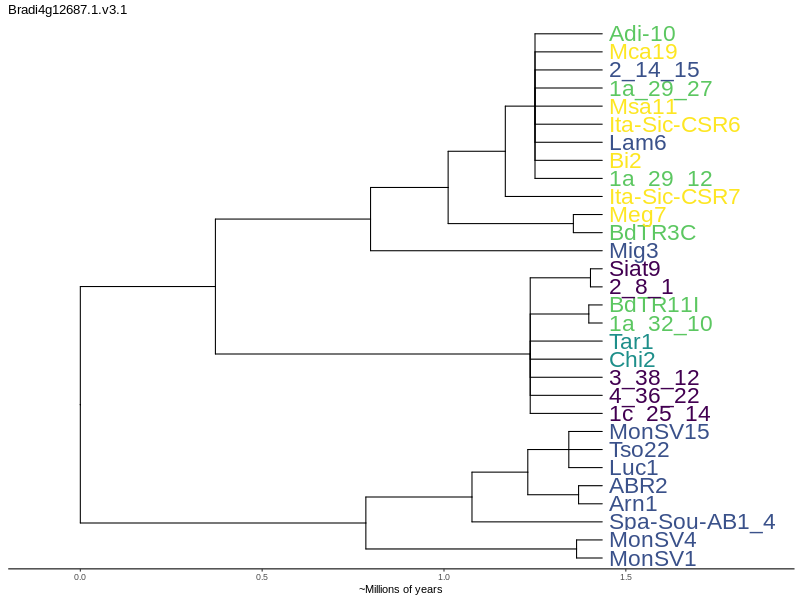 Bradi4g12687.1.v3.1
Adi-10
Mca19
2_14_15
1a_29_27
Msa11
Ita-Sic-CSR6
Lam6
Bi2
1a_29_12
Ita-Sic-CSR7
Meg7
BdTR3C
Mig3
Siat9
2_8_1
BdTR11I
1a_32_10
Tar1
Chi2
3_38_12
4_36_22
1c_25_14
MonSV15
Tso22
Luc1
ABR2
Arn1
Spa-Sou-AB1_4
MonSV4
MonSV1
0.0 0.5 1.0 1.5
~Millions of years